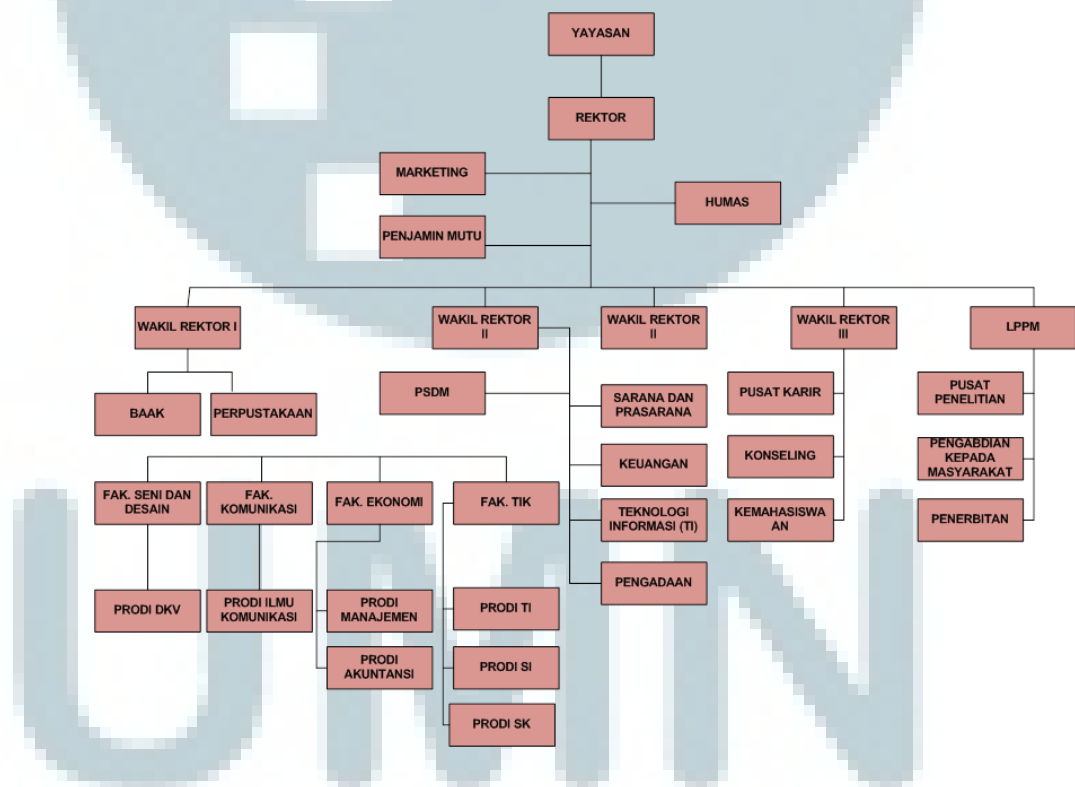 YAYASAN
REKTOR
MARKETING
HUMAS
PENJAMIN MUTU
WAKIL REKTOR I
WAKIL REKTOR
II
WAKIL REKTOR
II
WAKIL REKTOR
III
LPPM
BAAK
PERPUSTAKAAN
PSDM
SARANA DAN
PRASARANA
KEUANGAN
TEKNOLOGI
INFORMASI (TI)
PENGADAAN
PUSAT KARIR
KONSELING
KEMAHASISWA
AN
PUSAT
PENELITIAN
PENGABDIAN
KEPADA
MASYARAKAT
PENERBITAN
FAK. SENI DAN
DESAIN
FAK.
KOMUNIKASI
FAK. EKONOMI
FAK. TIK
PRODI DKV
PRODI ILMU
KOMUNIKASI
PRODI
MANAJEMEN
PRODI
AKUNTANSI
PRODI TI
PRODI SI
PRODI SK
UMN